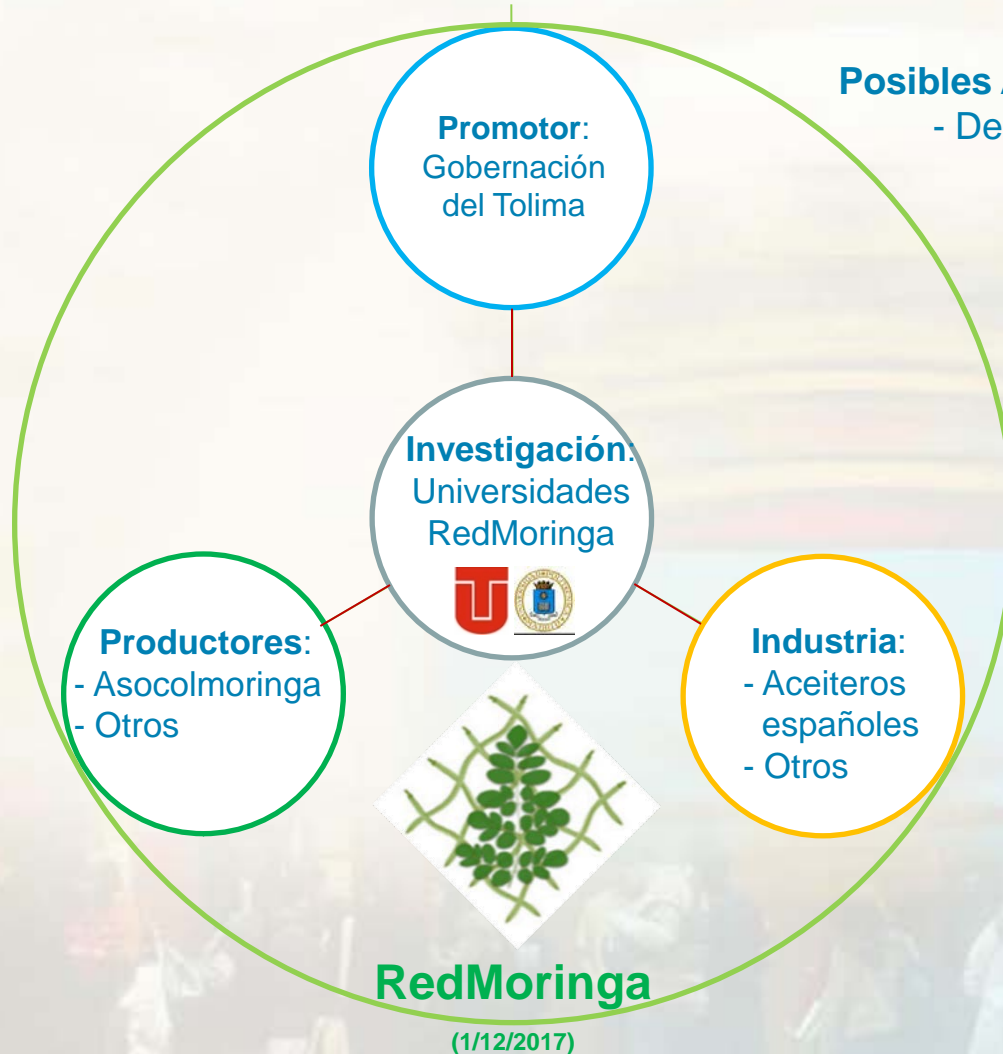 Posibles
- De
Promotor:
Gobernación
del Tolima
Investigación:
Universidades
RedMoringa
Productores:
- Asocolmoringa
- Otros
Industria:
- Aceiteros
españoles
- Otros
RedMoringa
(1/12/2017)